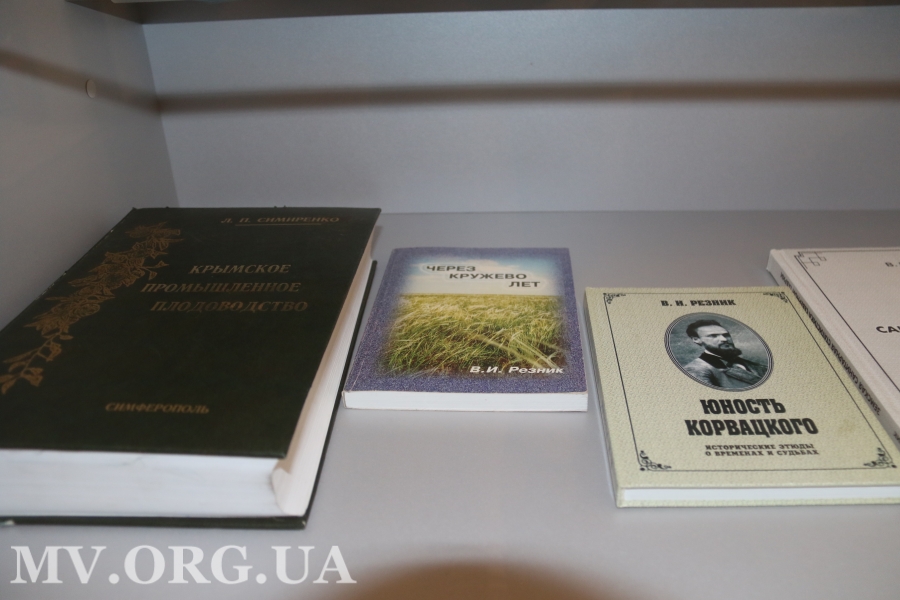 Л. П. СИМИРЕНКО
КРЫМСКОЕ
ПРОМЫШЛЕННОЕ
ПЛОДОВОДСТВО
СИМФЕРОПОЛЬ
ЧЕРЕЗ
КРУЖЕВО
ЛЕТ
В.И. Резник
В. И. РЕЗНИК
ЮНОСТЬ
КОРВАЦКОГО
ИСТОРИЧЕСКИЕ ЭТЮДЫ
О ВРЕМЕНАХ И СУДЬБАХ
MV.ORG.UA